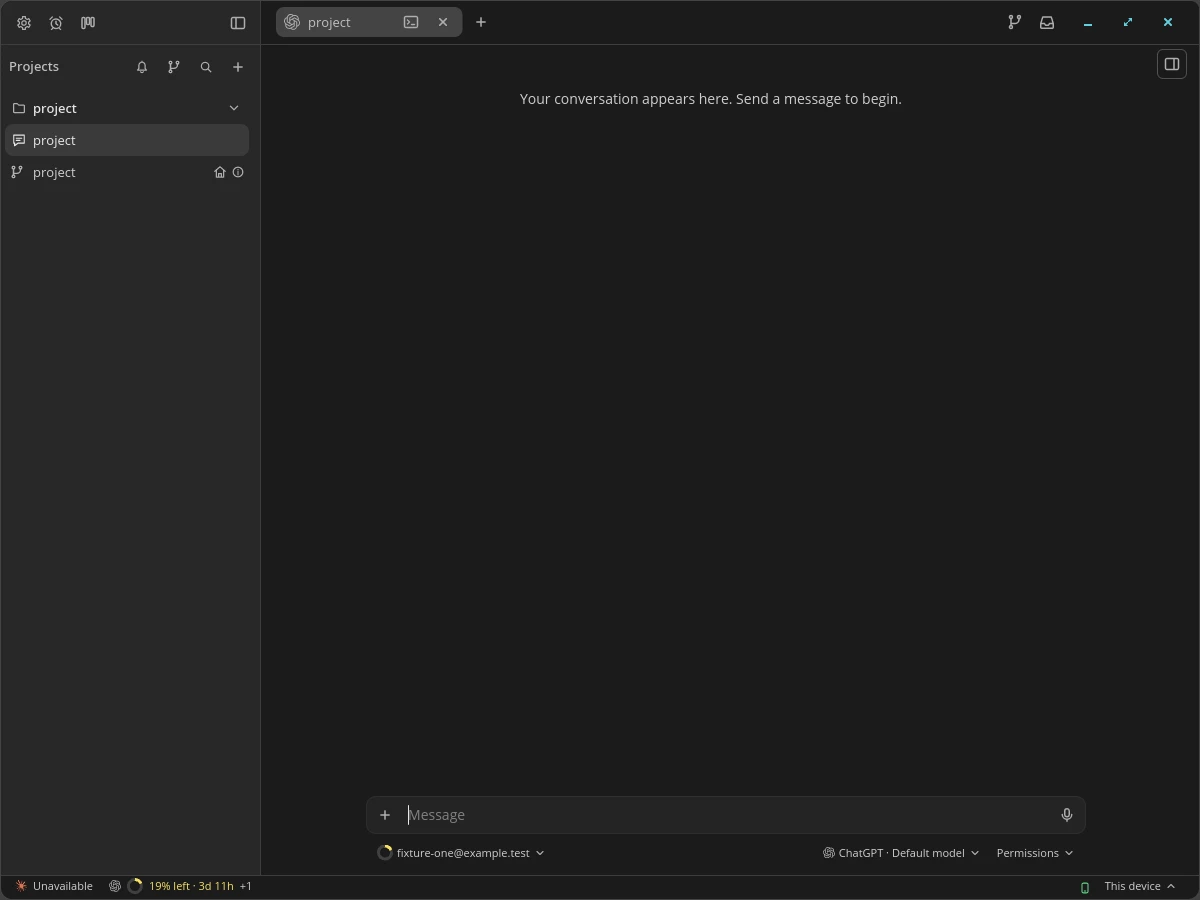 project
Projects
project
project
project
Your conversation appears here. Send a message to begin.
Message
fixture-one@example.test
ChatGPT · Default model
Permissions
Unavailable
19% left · 3d 11h +1
This device